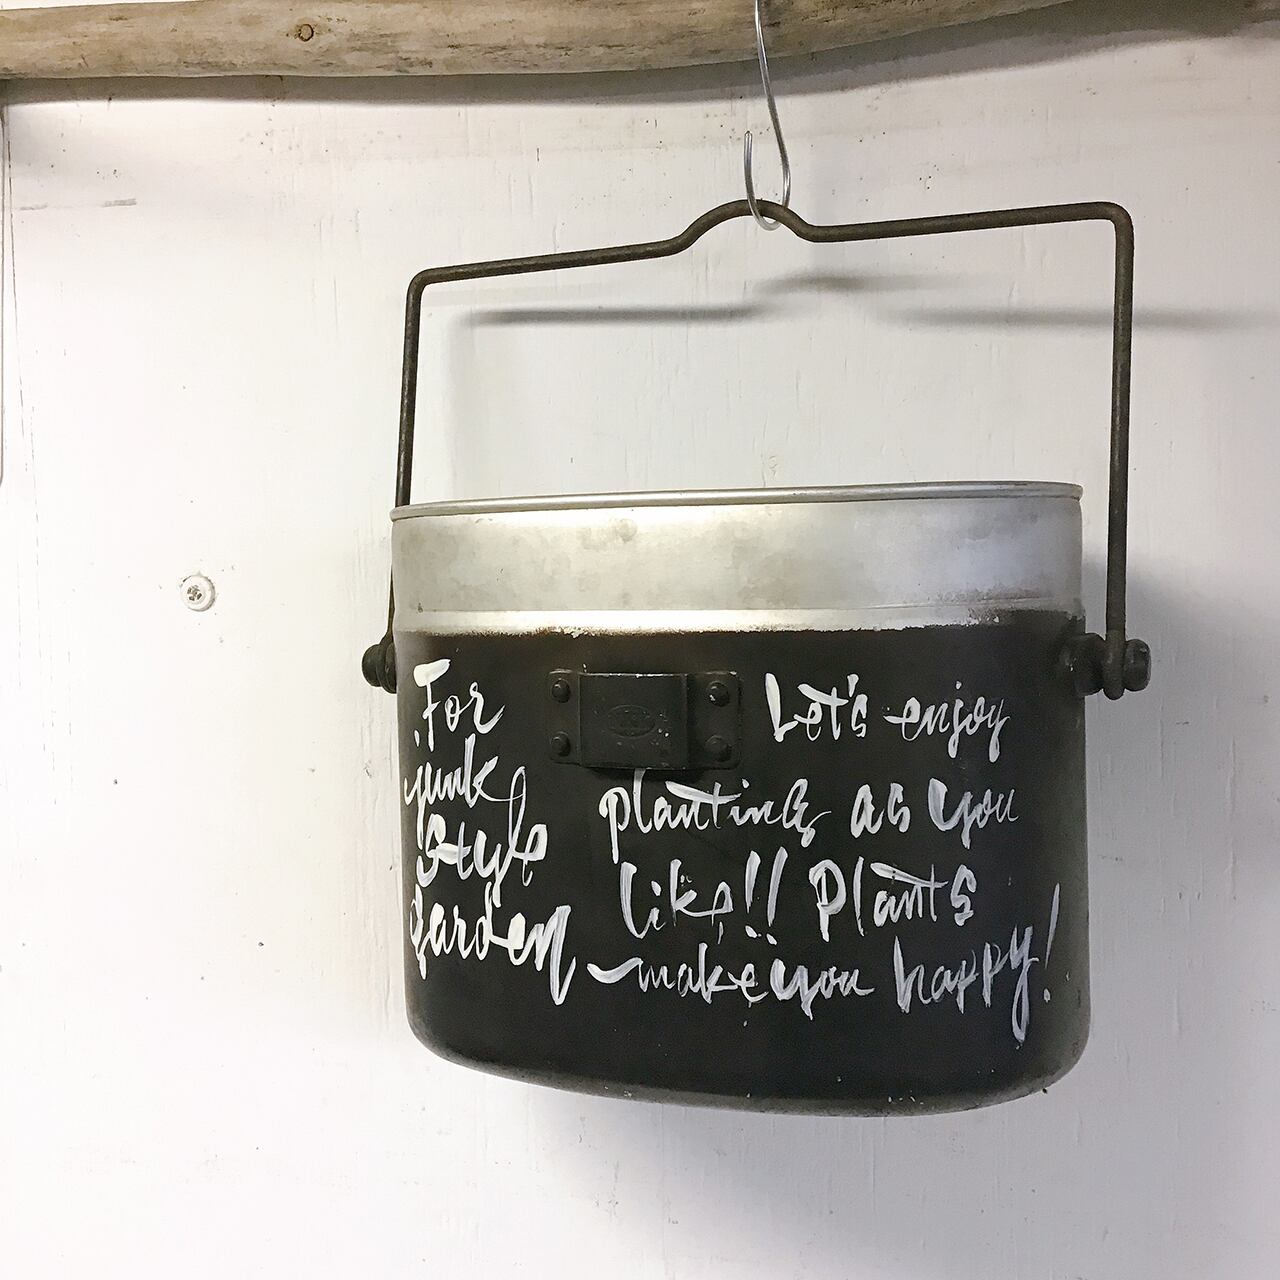 For
junk
style
garden
Let's enjoy
planting as you
like!! Plants
make you happy!